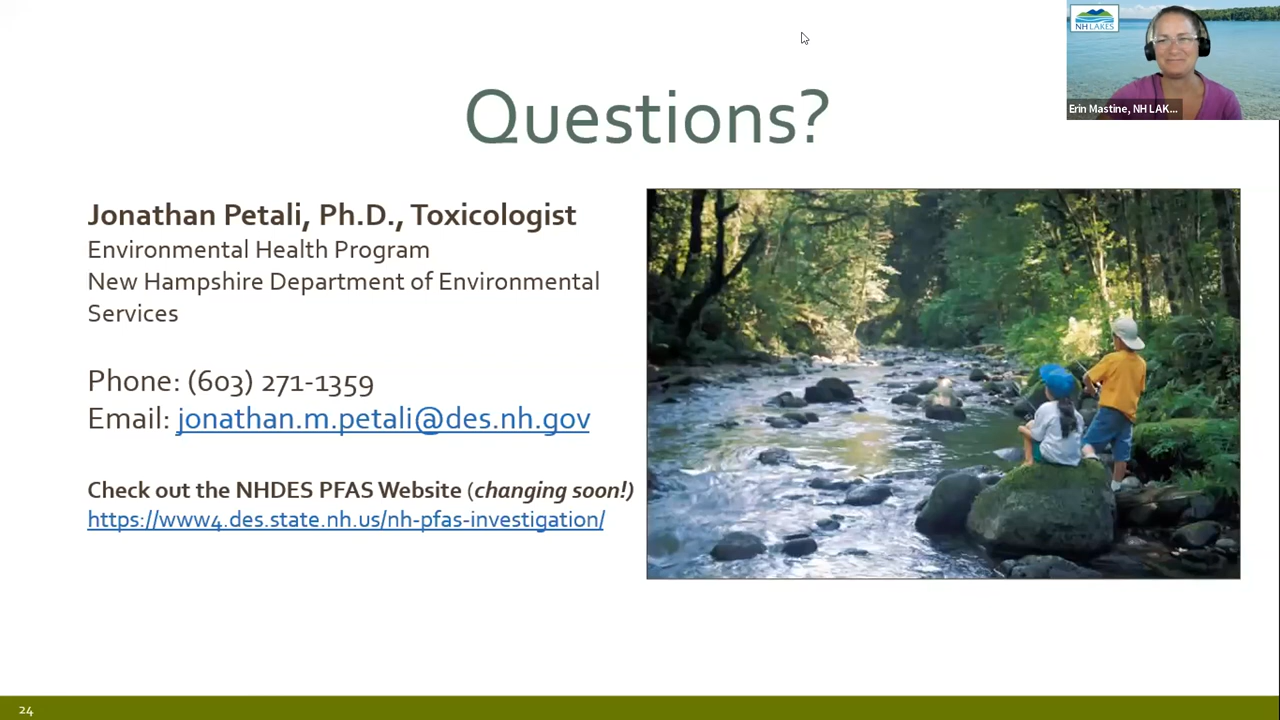 NH LAKES
Erin Mastine, NH LAK...
Questions?
Jonathan Petali, Ph.D., Toxicologist
Environmental Health Program
New Hampshire Department of Environmental
Services
Phone: (603) 271-1359
Email: jonathan.m.petali@des.nh.gov
Check out the NHDES PFAS Website (changing soon!)
https://www4.des.state.nh.us/nh-pfas-investigation/
24